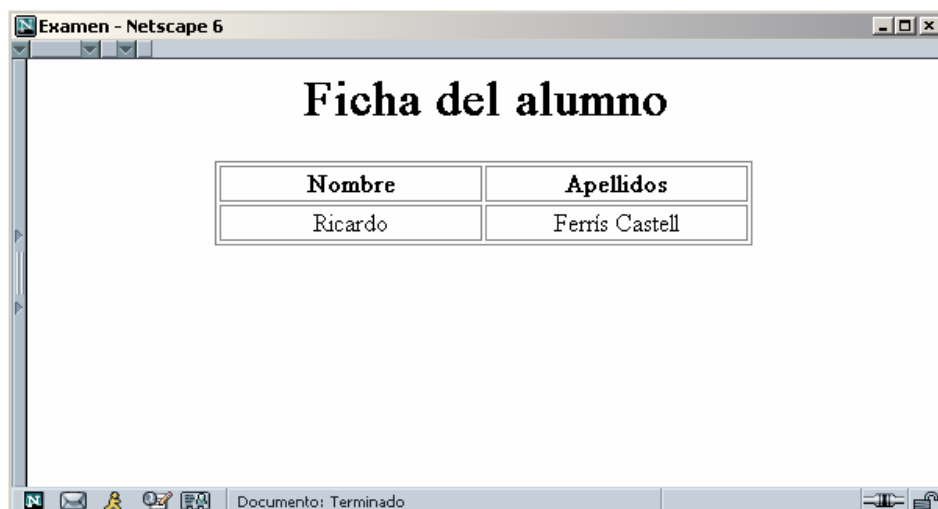 Examen - Netscape 6
Ficha del alumno
Nombre Apellidos
Ricardo Ferrís Castell
Documento: Terminado